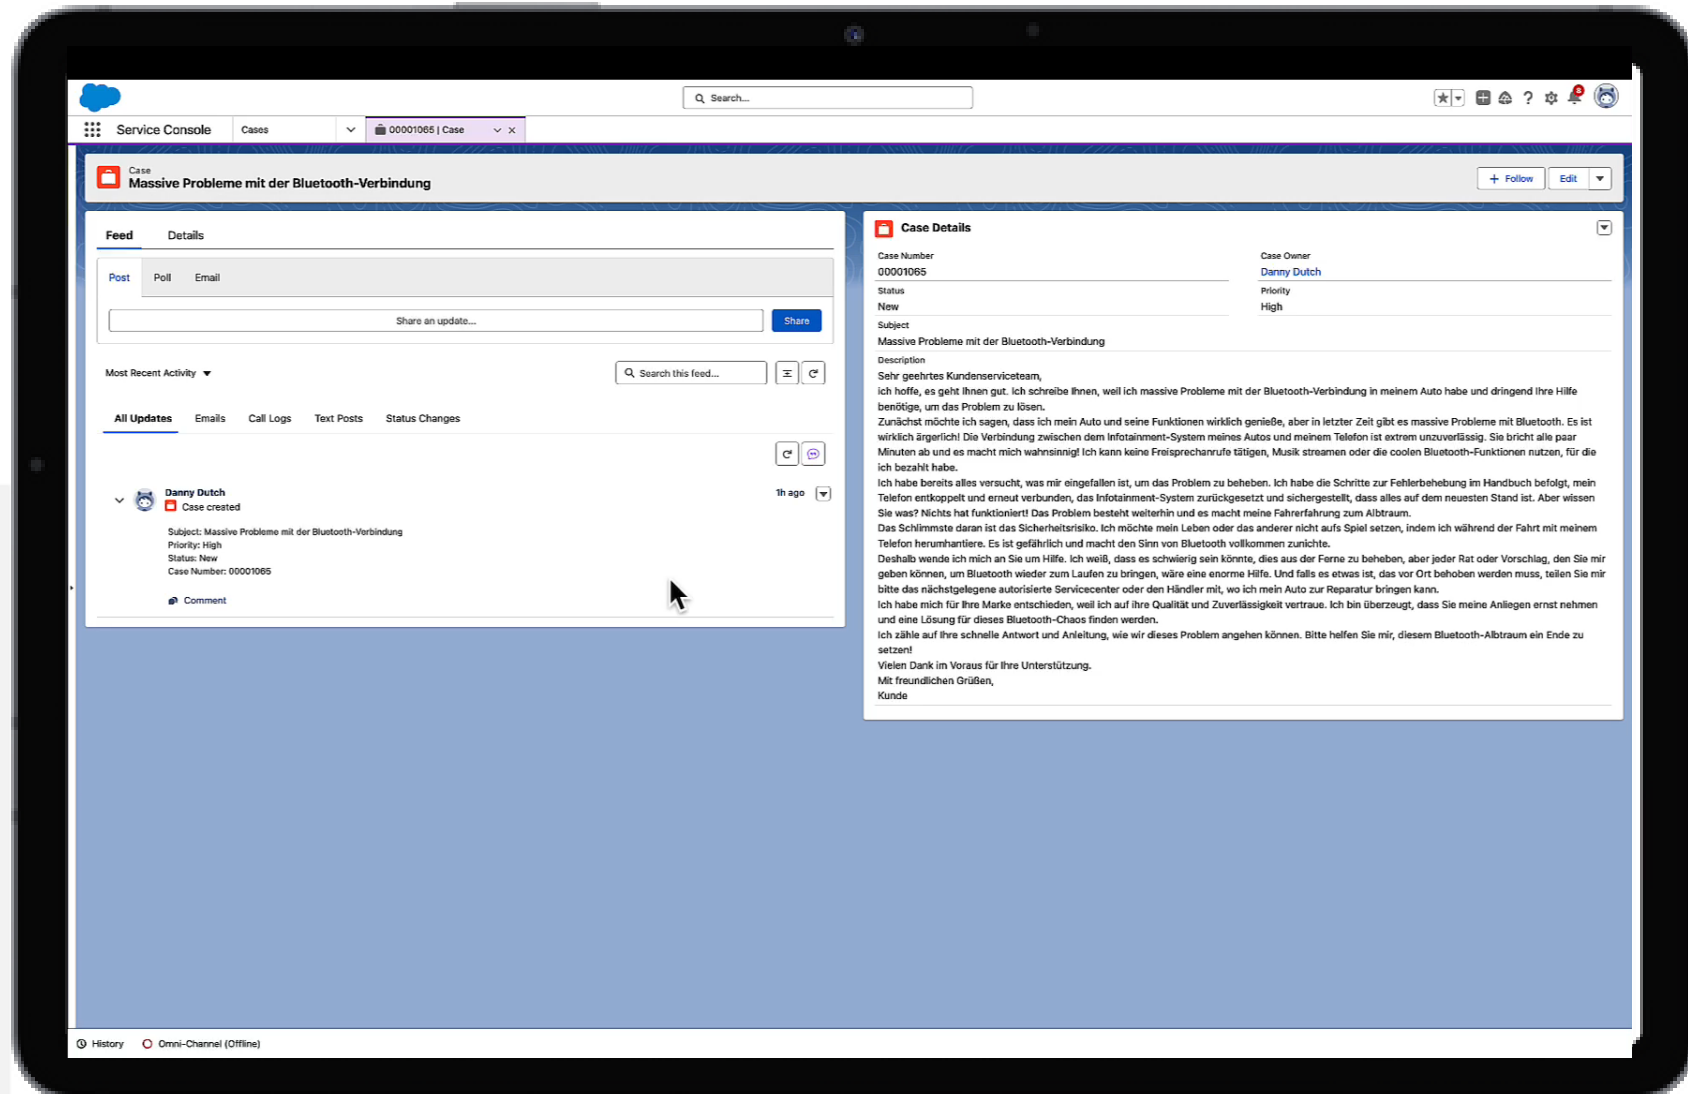 Search...
8
Service Console
Cases
00001065 | Case
Case
Massive Probleme mit der Bluetooth-Verbindung
Follow
Edit
Feed
Details
Post
Poll
Email
Share an update...
Share
Most Recent Activity
Search this feed...
All Updates
Emails
Call Logs
Text Posts
Status Changes
Danny Dutch
1h ago
Case created
Subject: Massive Probleme mit der Bluetooth-Verbindung
Priority: High
Status: New
Case Number: 00001065
Comment
Case Details
Case Number
Case Owner
00001065
Danny Dutch
Status
Priority
New
High
Subject
Massive Probleme mit der Bluetooth-Verbindung
Description
Sehr geehrtes Kundenserviceteam,
ich hoffe, es geht Ihnen gut. Ich schreibe Ihnen, weil ich massive Probleme mit der Bluetooth-Verbindung in meinem Auto habe und dringend Ihre Hilfe
benötige, um das Problem zu lösen.
Zunächst möchte ich sagen, dass ich mein Auto und seine Funktionen wirklich genieße, aber in letzter Zeit gibt es massive Probleme mit Bluetooth. Es ist
wirklich ärgerlich! Die Verbindung zwischen dem Infotainment-System meines Autos und meinem Telefon ist extrem unzuverlässig. Sie bricht alle paar
Minuten ab und es macht mich wahnsinnig! Ich kann keine Freisprechanrufe tätigen, Musik streamen oder die coolen Bluetooth-Funktionen nutzen, für die
ich bezahlt habe.
Ich habe bereits alles versucht, was mir eingefallen ist, um das Problem zu beheben. Ich habe die Schritte zur Fehlerbehebung im Handbuch befolgt, mein
Telefon entkoppelt und erneut verbunden, das Infotainment-System zurückgesetzt und sichergestellt, dass alles auf dem neuesten Stand ist. Aber wissen
Sie was? Nichts hat funktioniert! Das Problem besteht weiterhin und es macht meine Fahrerfahrung zum Albtraum.
Das Schlimmste daran ist das Sicherheitsrisiko. Ich möchte mein Leben oder das anderer nicht aufs Spiel setzen, indem ich während der Fahrt mit meinem
Telefon herumhantiere. Es ist gefährlich und macht den Sinn von Bluetooth vollkommen zunichte.
Deshalb wende ich mich an Sie um Hilfe. Ich weiß, dass es schwierig sein könnte, dies aus der Ferne zu beheben, aber jeder Rat oder Vorschlag, den Sie mir
geben können, um Bluetooth wieder zum Laufen zu bringen, wäre eine enorme Hilfe. Und falls es etwas ist, das vor Ort behoben werden muss, teilen Sie mir
bitte das nächstgelegene autorisierte Servicecenter oder den Händler mit, wo ich mein Auto zur Reparatur bringen kann.
Ich habe mich für Ihre Marke entschieden, weil ich auf ihre Qualität und Zuverlässigkeit vertraue. Ich bin überzeugt, dass Sie meine Anliegen ernst nehmen
und eine Lösung für dieses Bluetooth-Chaos finden werden.
Ich zähle auf Ihre schnelle Antwort und Anleitung, wie wir dieses Problem angehen können. Bitte helfen Sie mir, diesem Bluetooth-Albtraum ein Ende zu
setzen!
Vielen Dank im Voraus für Ihre Unterstützung.
Mit freundlichen Grüßen,
Kunde
History
Omni-Channel (Offline)